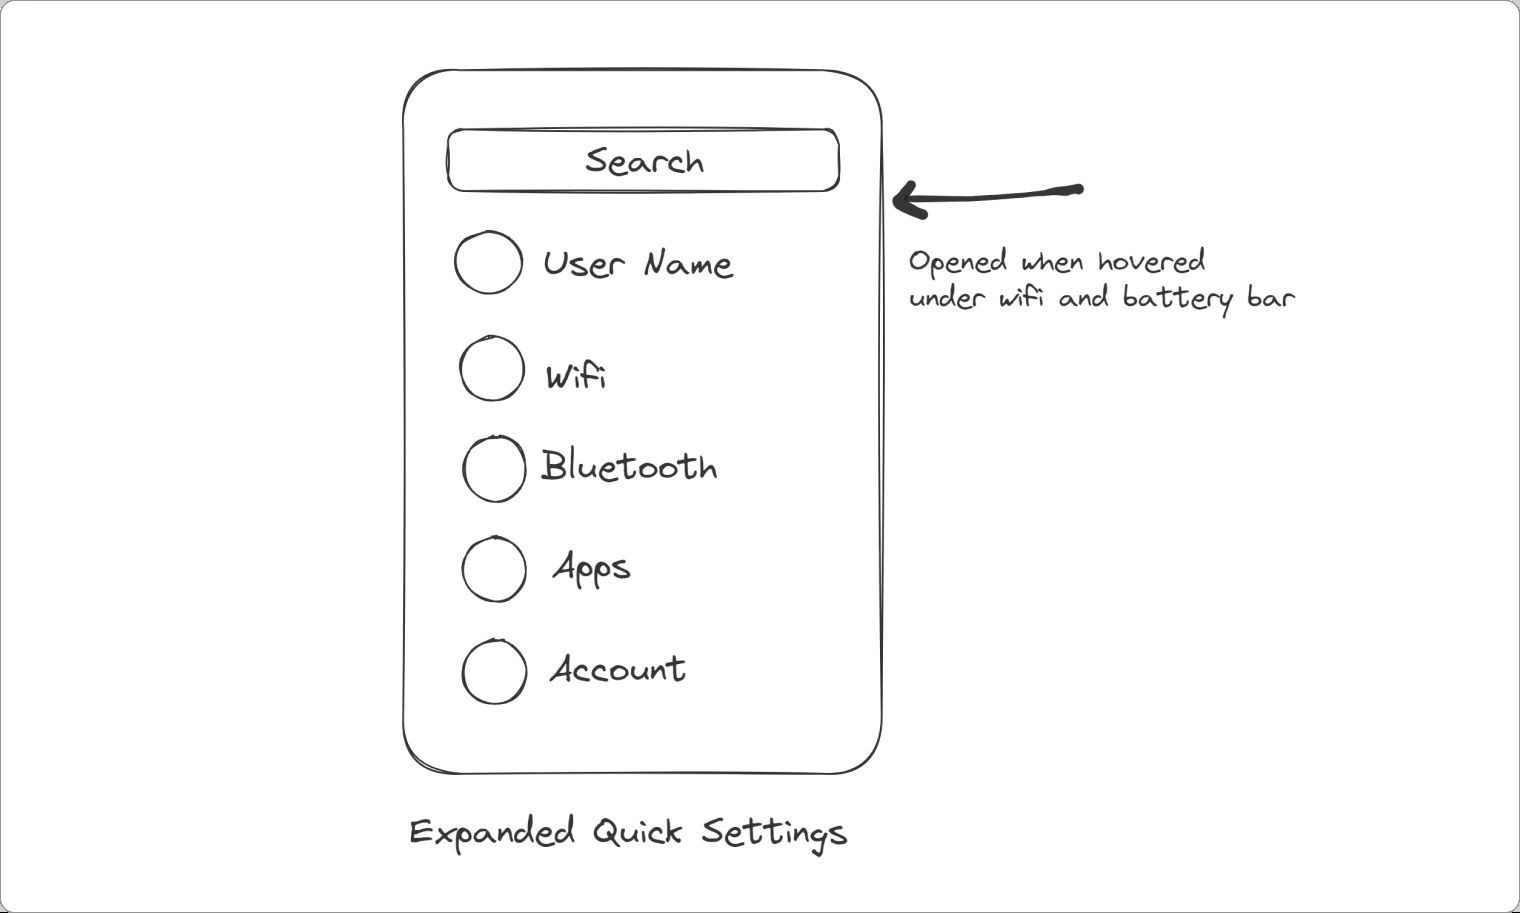 Search
User Name
Wifi
Bluetooth
Apps
Account
Opened when hovered
under wifi and battery bar
Expanded Quick Settings